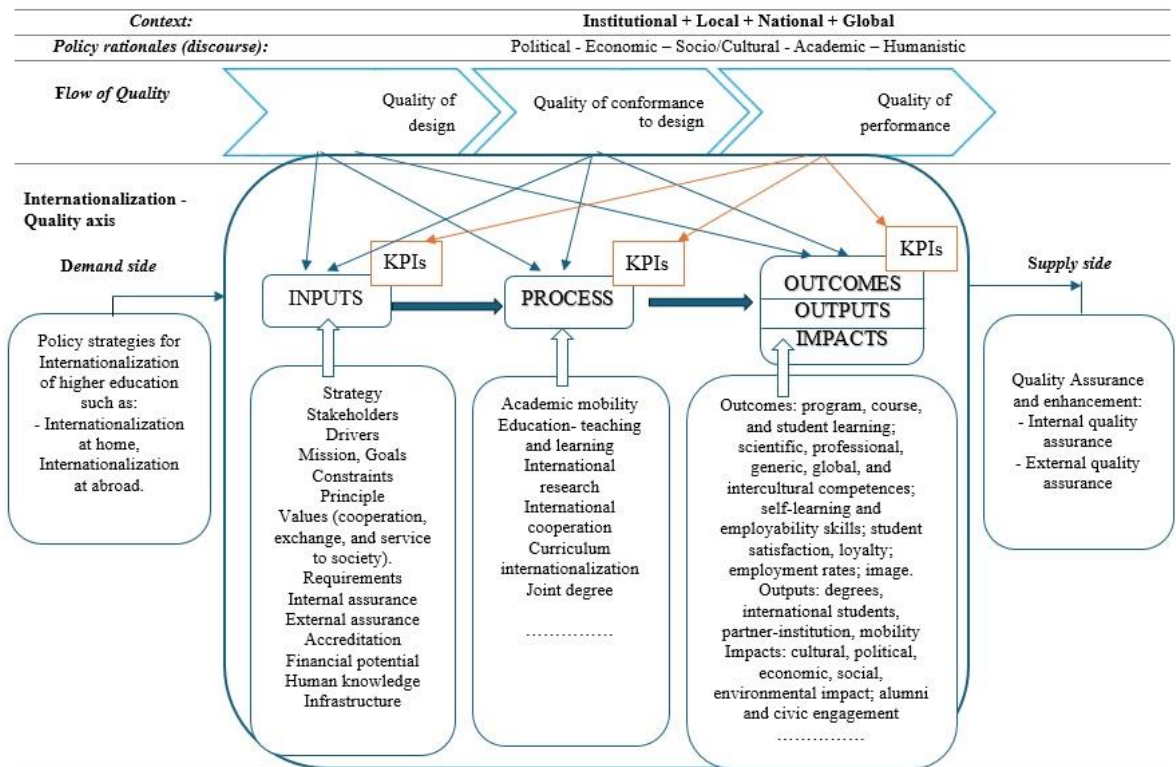 Context: Institutional + Local + National + Global
Policy rationales (discourse): Political - Economic – Socio/Cultural - Academic – Humanistic
Flow of Quality
Quality of
design
Quality of conformance
to design
Quality of
performance
Internationalization -
Quality axis
Demand side
Supply side
KPIs
KPIs
KPIs
INPUTS
PROCESS
OUTCOMES
OUTPUTS
IMPACTS
Policy strategies for
Internationalization
of higher education
such as:
- Internationalization
at home,
Internationalization
at abroad.
Strategy
Stakeholders
Drivers
Mission, Goals
Constraints
Principle
Values (cooperation,
exchange, and service
to society).
Requirements
Internal assurance
External assurance
Accreditation
Financial potential
Human knowledge
Infrastructure
Academic mobility
Education- teaching
and learning
International
research
International
cooperation
Curriculum
internationalization
Joint degree
……………
Outcomes: program, course,
and student learning;
scientific, professional,
generic, global, and
intercultural competences;
self-learning and
employability skills; student
satisfaction, loyalty;
employment rates; image.
Outputs: degrees,
international students,
partner-institution, mobility
Impacts: cultural, political,
economic, social,
environmental impact; alumni
and civic engagement
……………
Quality Assurance
and enhancement:
- Internal quality
assurance
- External quality
assurance